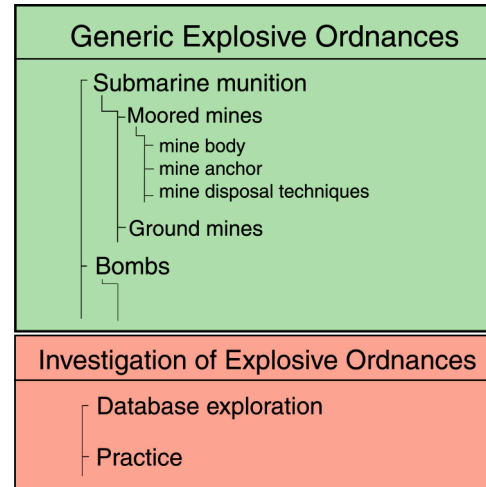 Generic Explosive Ordnances
Submarine munition
Moored mines
mine body
mine anchor
mine disposal techniques
Ground mines
Bombs
Investigation of Explosive Ordnances
Database exploration
Practice